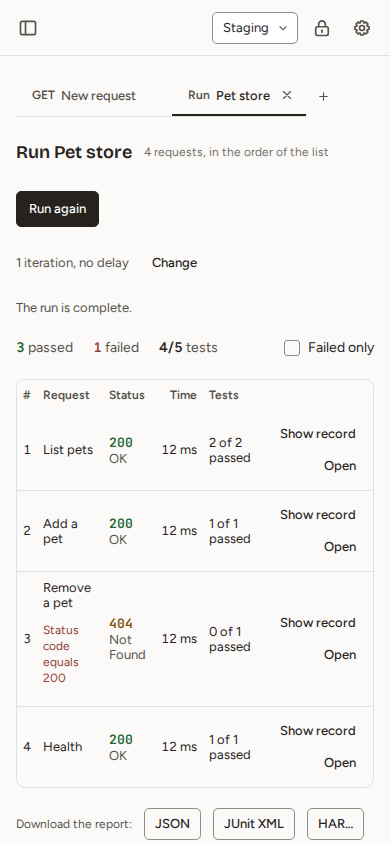 Staging
GET New request
Run Pet store
Run Pet store 4 requests, in the order of the list
Run again
1 iteration, no delay Change
The run is complete.
3 passed 1 failed 4/5 tests Failed only
# Request Status Time Tests
1 List pets 200 OK 12 ms 2 of 2 passed Show record Open
2 Add a pet 200 OK 12 ms 1 of 1 passed Show record Open
3 Remove a pet Status code equals 200 404 Not Found 12 ms 0 of 1 passed Show record Open
4 Health 200 OK 12 ms 1 of 1 passed Show record Open
Download the report: JSON JUnit XML HAR...